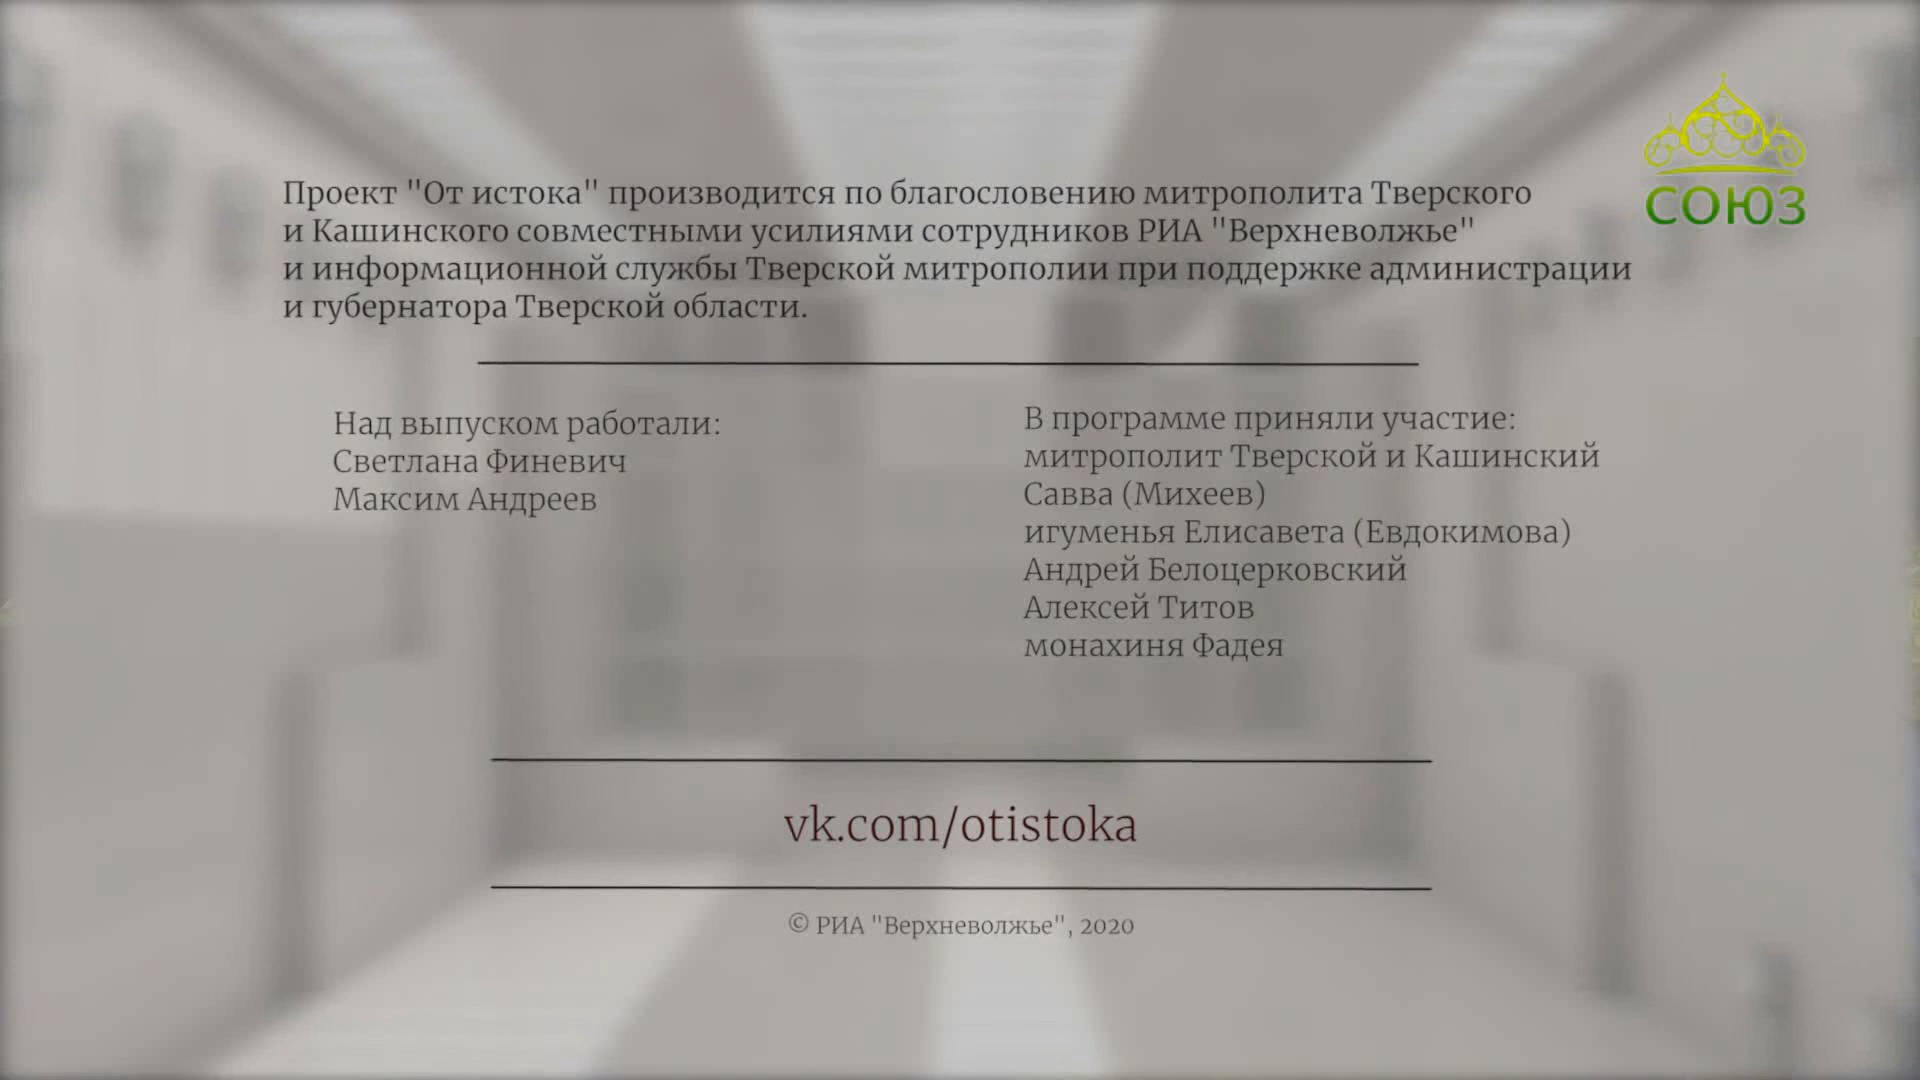 СОЮЗ
Проект "От истока" производится по благословению митрополита Тверского
и Кашинского совместными усилиями сотрудников РИА "Верхневолжье"
и информационной службы Тверской митрополии при поддержке администрации
и губернатора Тверской области.
Над выпуском работали:
Светлана Финевич
Максим Андреев
В программе приняли участие:
митрополит Тверской и Кашинский
Савва (Михеев)
игуменья Елисавета (Евдокимова)
Андрей Белоцерковский
Алексей Титов
монахиня Фадея
vk.com/otistoka
© РИА "Верхневолжье", 2020